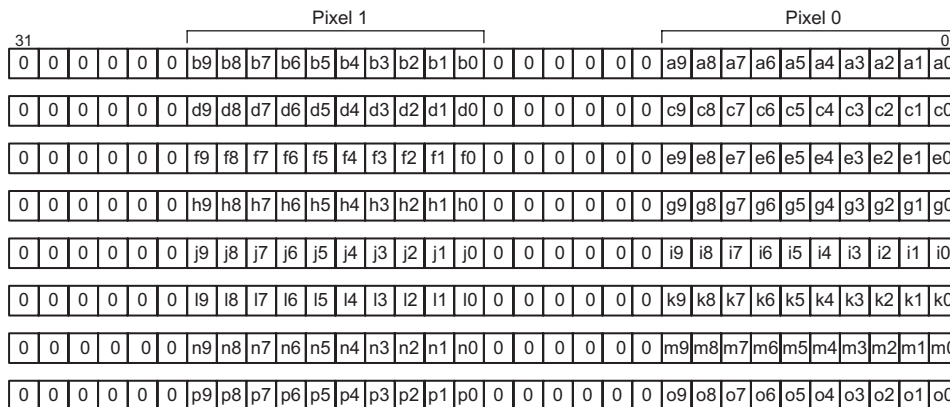 Pixel 1 Pixel 0
31 0
0 0 0 0 0 0 b9 b8 b7 b6 b5 b4 b3 b2 b1 b0 0 0 0 0 0 0 a9 a8 a7 a6 a5 a4 a3 a2 a1 a0
0 0 0 0 0 0 d9 d8 d7 d6 d5 d4 d3 d2 d1 d0 0 0 0 0 0 0 c9 c8 c7 c6 c5 c4 c3 c2 c1 c0
0 0 0 0 0 0 f9 f8 f7 f6 f5 f4 f3 f2 f1 f0 0 0 0 0 0 0 e9 e8 e7 e6 e5 e4 e3 e2 e1 e0
0 0 0 0 0 0 h9 h8 h7 h6 h5 h4 h3 h2 h1 h0 0 0 0 0 0 0 g9 g8 g7 g6 g5 g4 g3 g2 g1 g0
0 0 0 0 0 0 j9 j8 j7 j6 j5 j4 j3 j2 j1 j0 0 0 0 0 0 0 i9 i8 i7 i6 i5 i4 i3 i2 i1 i0
0 0 0 0 0 0 l9 l8 l7 l6 l5 l4 l3 l2 l1 l0 0 0 0 0 0 0 k9 k8 k7 k6 k5 k4 k3 k2 k1 k0
0 0 0 0 0 0 n9 n8 n7 n6 n5 n4 n3 n2 n1 n0 0 0 0 0 0 0 m9 m8 m7 m6 m5 m4 m3 m2 m1 m0
0 0 0 0 0 0 p9 p8 p7 p6 p5 p4 p3 p2 p1 p0 0 0 0 0 0 0 o9 o8 o7 o6 o5 o4 o3 o2 o1 o0